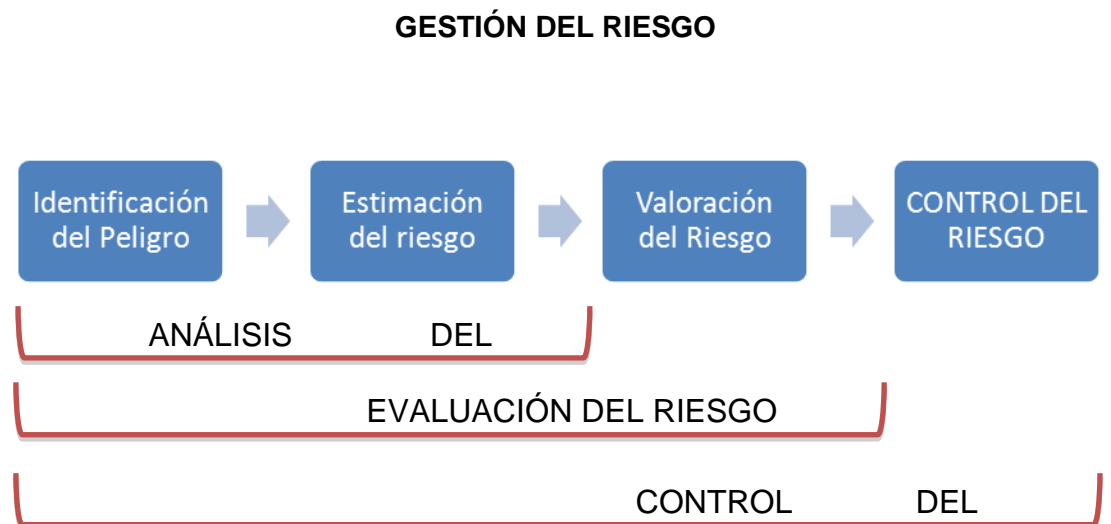 GESTIÓN DEL RIESGO
Identificación
del Peligro
Estimación
del riesgo
Valoración
del Riesgo
CONTROL DEL
RIESGO
ANÁLISIS DEL
EVALUACIÓN DEL RIESGO
CONTROL DEL